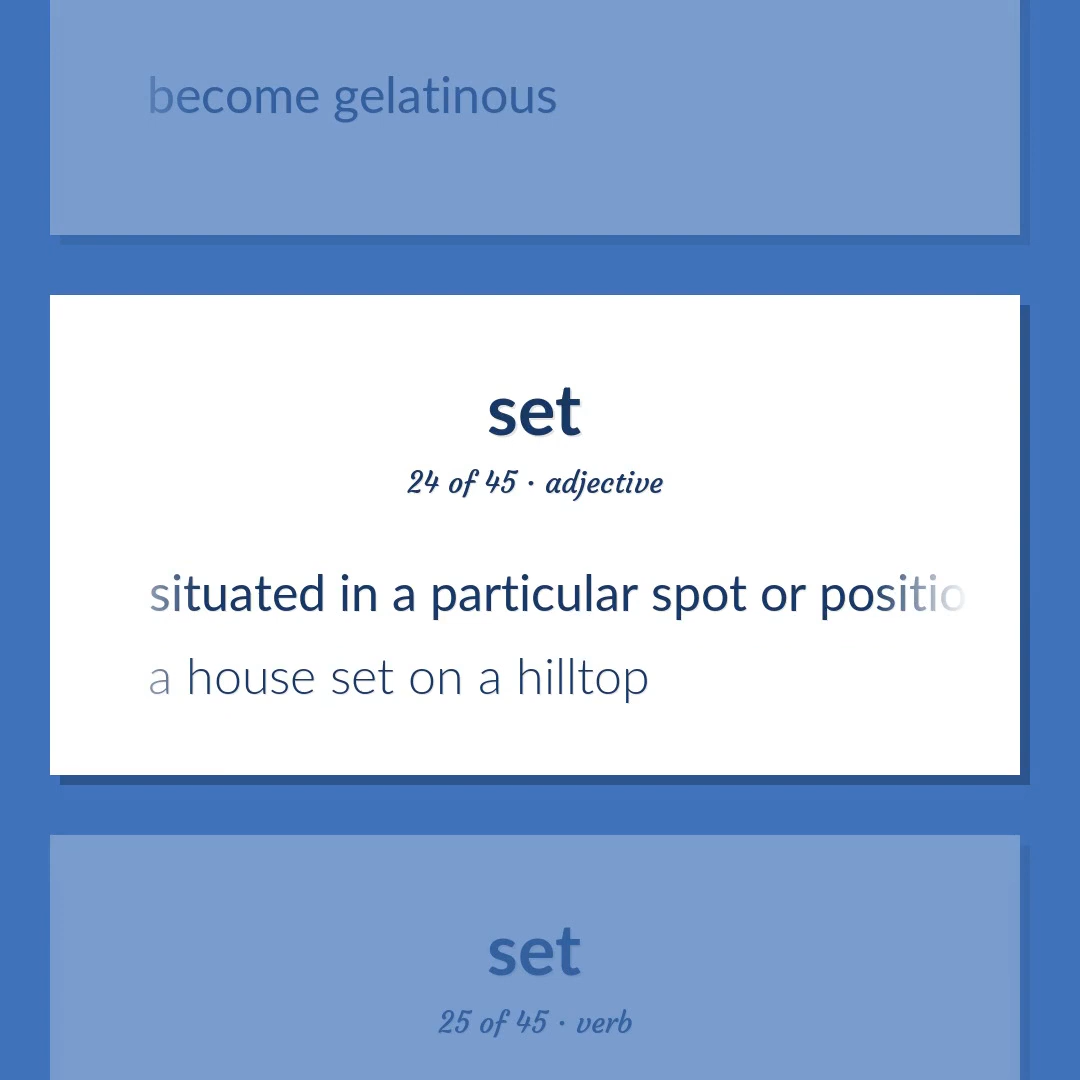 become gelatinous
set
24 of 45 · adjective
situated in a particular spot or positio
a house set on a hilltop
set
25 of 45 · verb